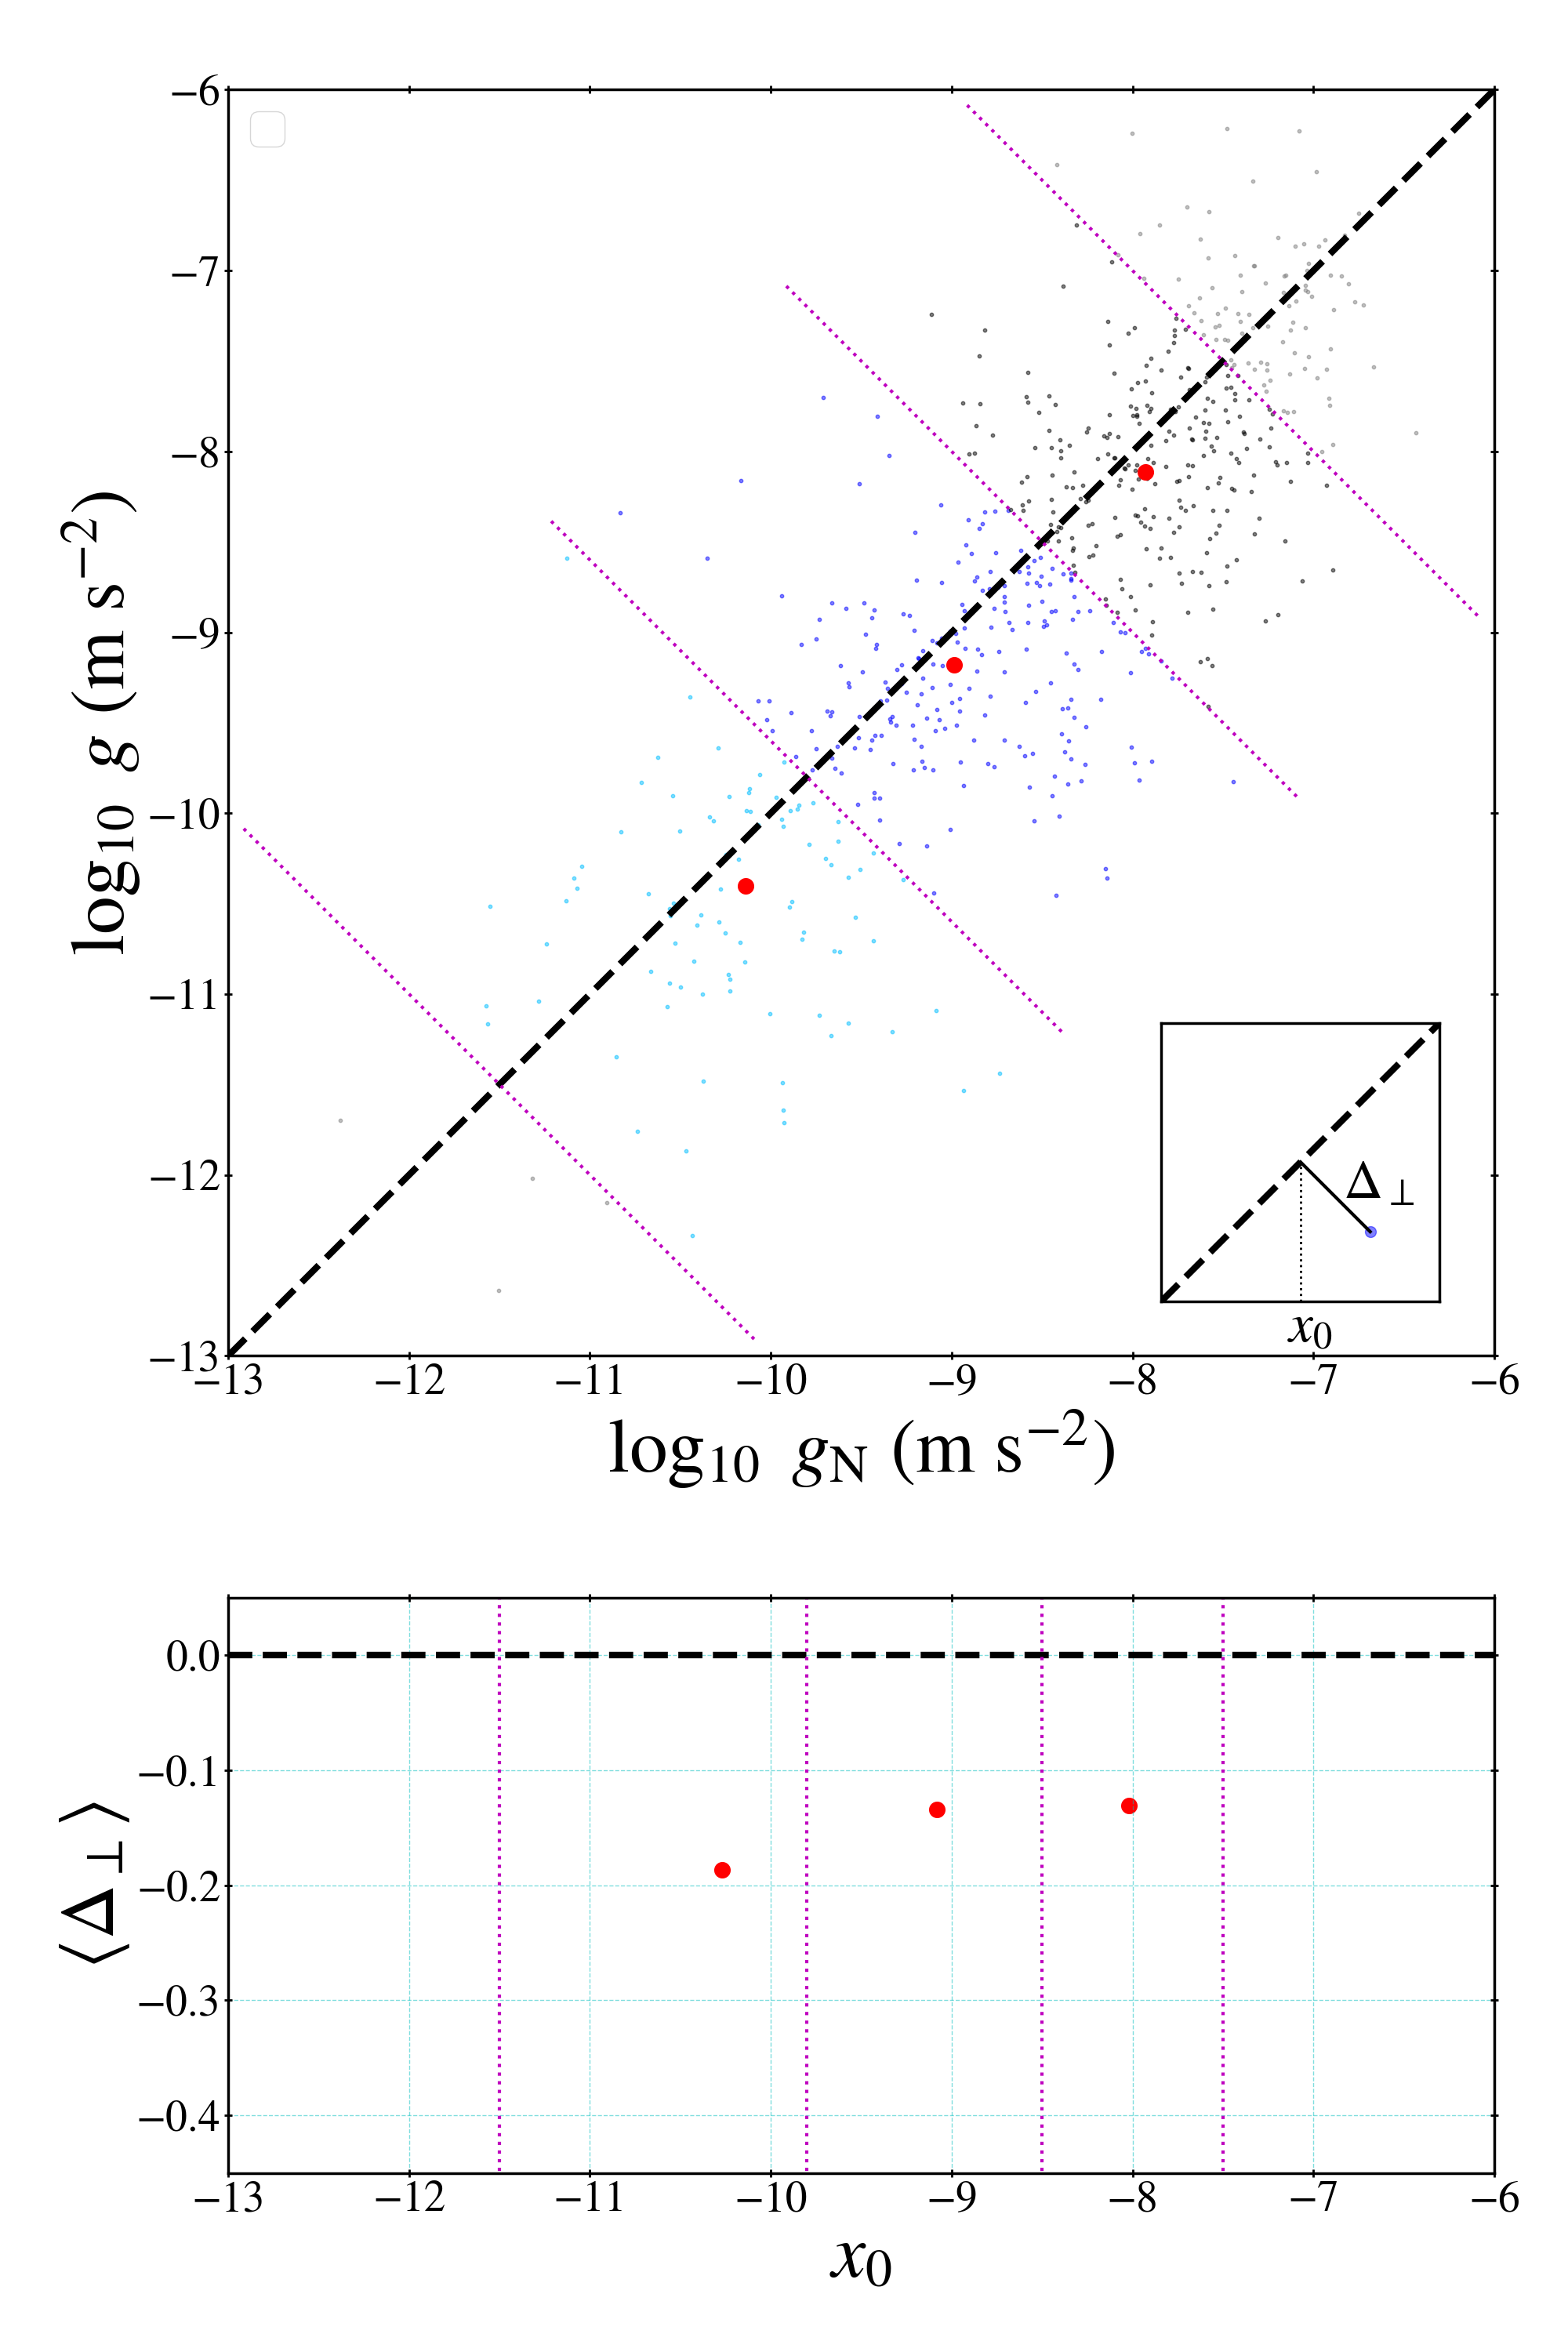 −6
−7
−8
−9
−10
−11
−12
−13
log₁₀ g (m s⁻²)
Δ⊥
x₀
−13 −12 −11 −10 −9 −8 −7 −6
log₁₀ g_N (m s⁻²)
0.0
−0.1
−0.2
−0.3
−0.4
⟨Δ⊥⟩
−13 −12 −11 −10 −9 −8 −7 −6
x₀